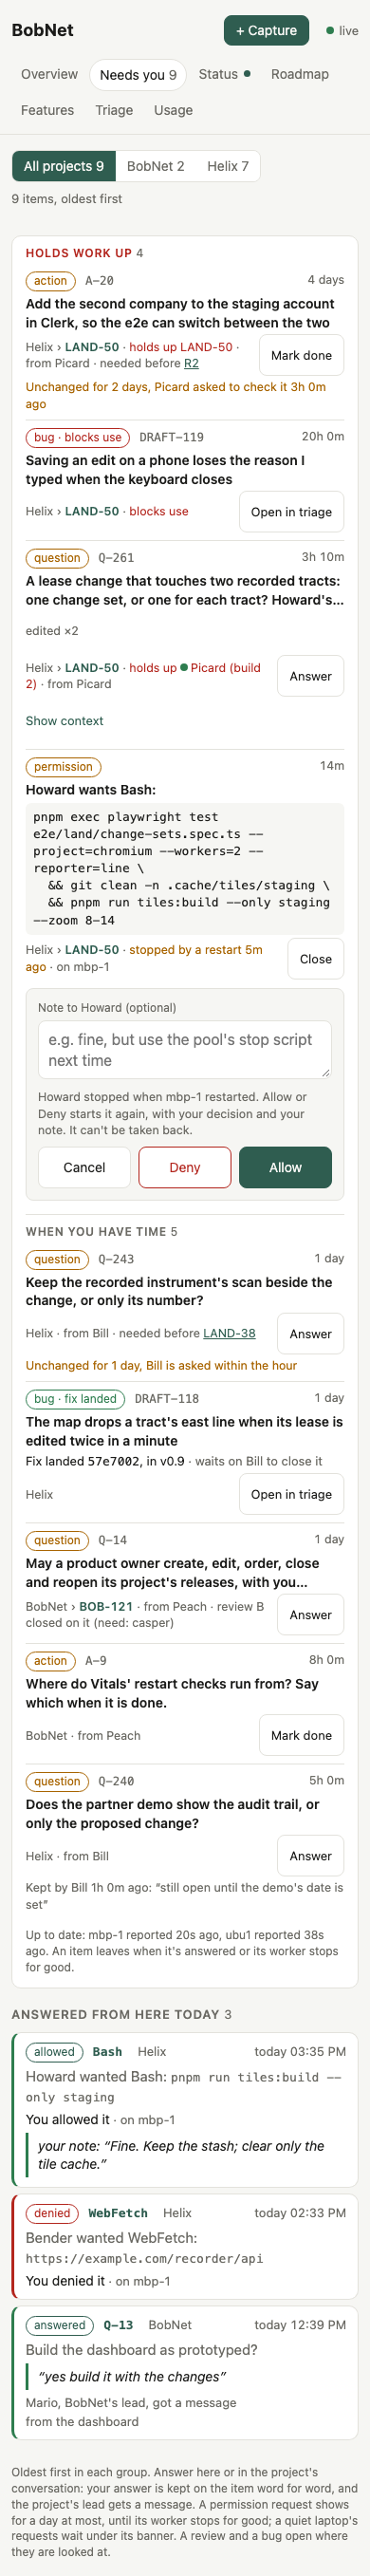 BobNet
+ Capture
live
Overview
Needs you 9
Status
Roadmap
Features
Triage
Usage
All projects 9
BobNet 2
Helix 7
9 items, oldest first
HOLDS WORK UP 4
action A-20 4 days
Add the second company to the staging account
in Clerk, so the e2e can switch between the two
Helix › LAND-50 · holds up LAND-50 ·
from Picard · needed before R2
Mark done
Unchanged for 2 days, Picard asked to check it 3h 0m
ago
bug · blocks use DRAFT-119 20h 0m
Saving an edit on a phone loses the reason I
typed when the keyboard closes
Helix › LAND-50 · blocks use
Open in triage
question Q-261 3h 10m
A lease change that touches two recorded tracts:
one change set, or one for each tract? Howard's...
edited ×2
Helix › LAND-50 · holds up Picard (build
2) · from Picard
Answer
Show context
permission 14m
Howard wants Bash:
pnpm exec playwright test
e2e/land/change-sets.spec.ts --
project=chromium --workers=2 --
reporter=line \
&& git clean -n .cache/tiles/staging \
&& pnpm run tiles:build --only staging
--zoom 8-14
Helix › LAND-50 · stopped by a restart 5m
ago · on mbp-1
Close
Note to Howard (optional)
e.g. fine, but use the pool's stop script
next time
Howard stopped when mbp-1 restarted. Allow or
Deny starts it again, with your decision and your
note. It can't be taken back.
Cancel
Deny
Allow
WHEN YOU HAVE TIME 5
question Q-243 1 day
Keep the recorded instrument's scan beside the
change, or only its number?
Helix · from Bill · needed before LAND-38
Answer
Unchanged for 1 day, Bill is asked within the hour
bug · fix landed DRAFT-118 1 day
The map drops a tract's east line when its lease is
edited twice in a minute
Fix landed 57e7002, in v0.9 · waits on Bill to close it
Helix
Open in triage
question Q-14 1 day
May a product owner create, edit, order, close
and reopen its project's releases, with you...
BobNet › BOB-121 · from Peach · review B
closed on it (need: casper)
Answer
action A-9 8h 0m
Where do Vitals' restart checks run from? Say
which when it is done.
BobNet · from Peach
Mark done
question Q-240 5h 0m
Does the partner demo show the audit trail, or
only the proposed change?
Helix · from Bill
Answer
Kept by Bill 1h 0m ago: “still open until the demo's date is
set”
Up to date: mbp-1 reported 20s ago, ubu1 reported 38s
ago. An item leaves when it's answered or its worker stops
for good.
ANSWERED FROM HERE TODAY 3
allowed Bash Helix today 03:35 PM
Howard wanted Bash: pnpm run tiles:build --
only staging
You allowed it · on mbp-1
your note: “Fine. Keep the stash; clear only the
tile cache.”
denied WebFetch Helix today 02:33 PM
Bender wanted WebFetch:
https://example.com/recorder/api
You denied it · on mbp-1
answered Q-13 BobNet today 12:39 PM
Build the dashboard as prototyped?
“yes build it with the changes”
Mario, BobNet's lead, got a message
from the dashboard
Oldest first in each group. Answer here or in the project's
conversation: your answer is kept on the item word for word, and
the project's lead gets a message. A permission request shows
for a day at most, until its worker stops for good; a quiet laptop's
requests wait under its banner. A review and a bug open where
they are looked at.